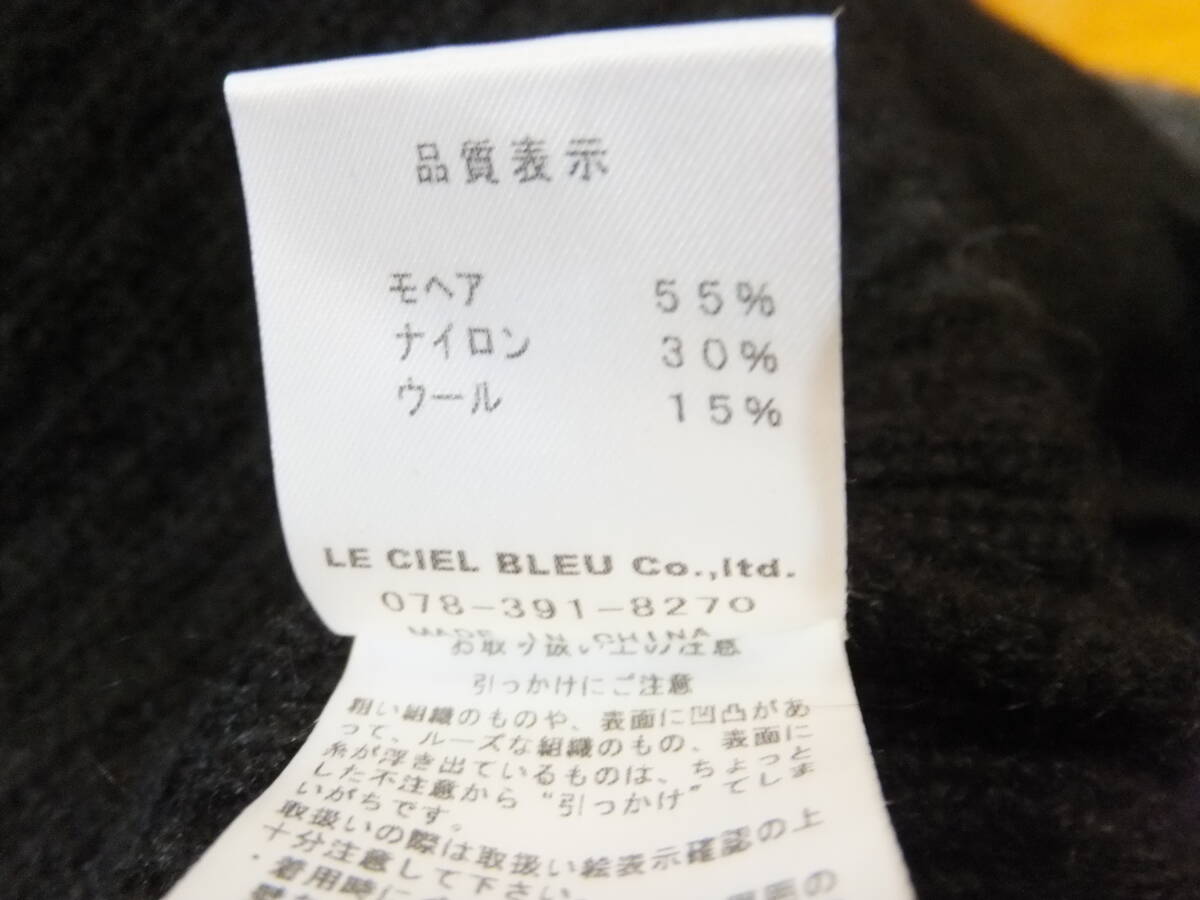 品質表示
モヘア 55%
ナイロン 30%
ウール 15%
LE CIEL BLEU Co.,ltd.
078-391-8270
MADE IN CHINA
お取り扱い上の注意
引っかけにご注意
粗い組織のものや、表面に凹凸があ
って、ルーズな組織のもの、表面に
糸が浮き出ているものは、ちょっと
した不注意から“引っかけ”てしま
いがちです。
取扱いの際は取扱い絵表示確認の上
十分注意して下さい。
・着用時に